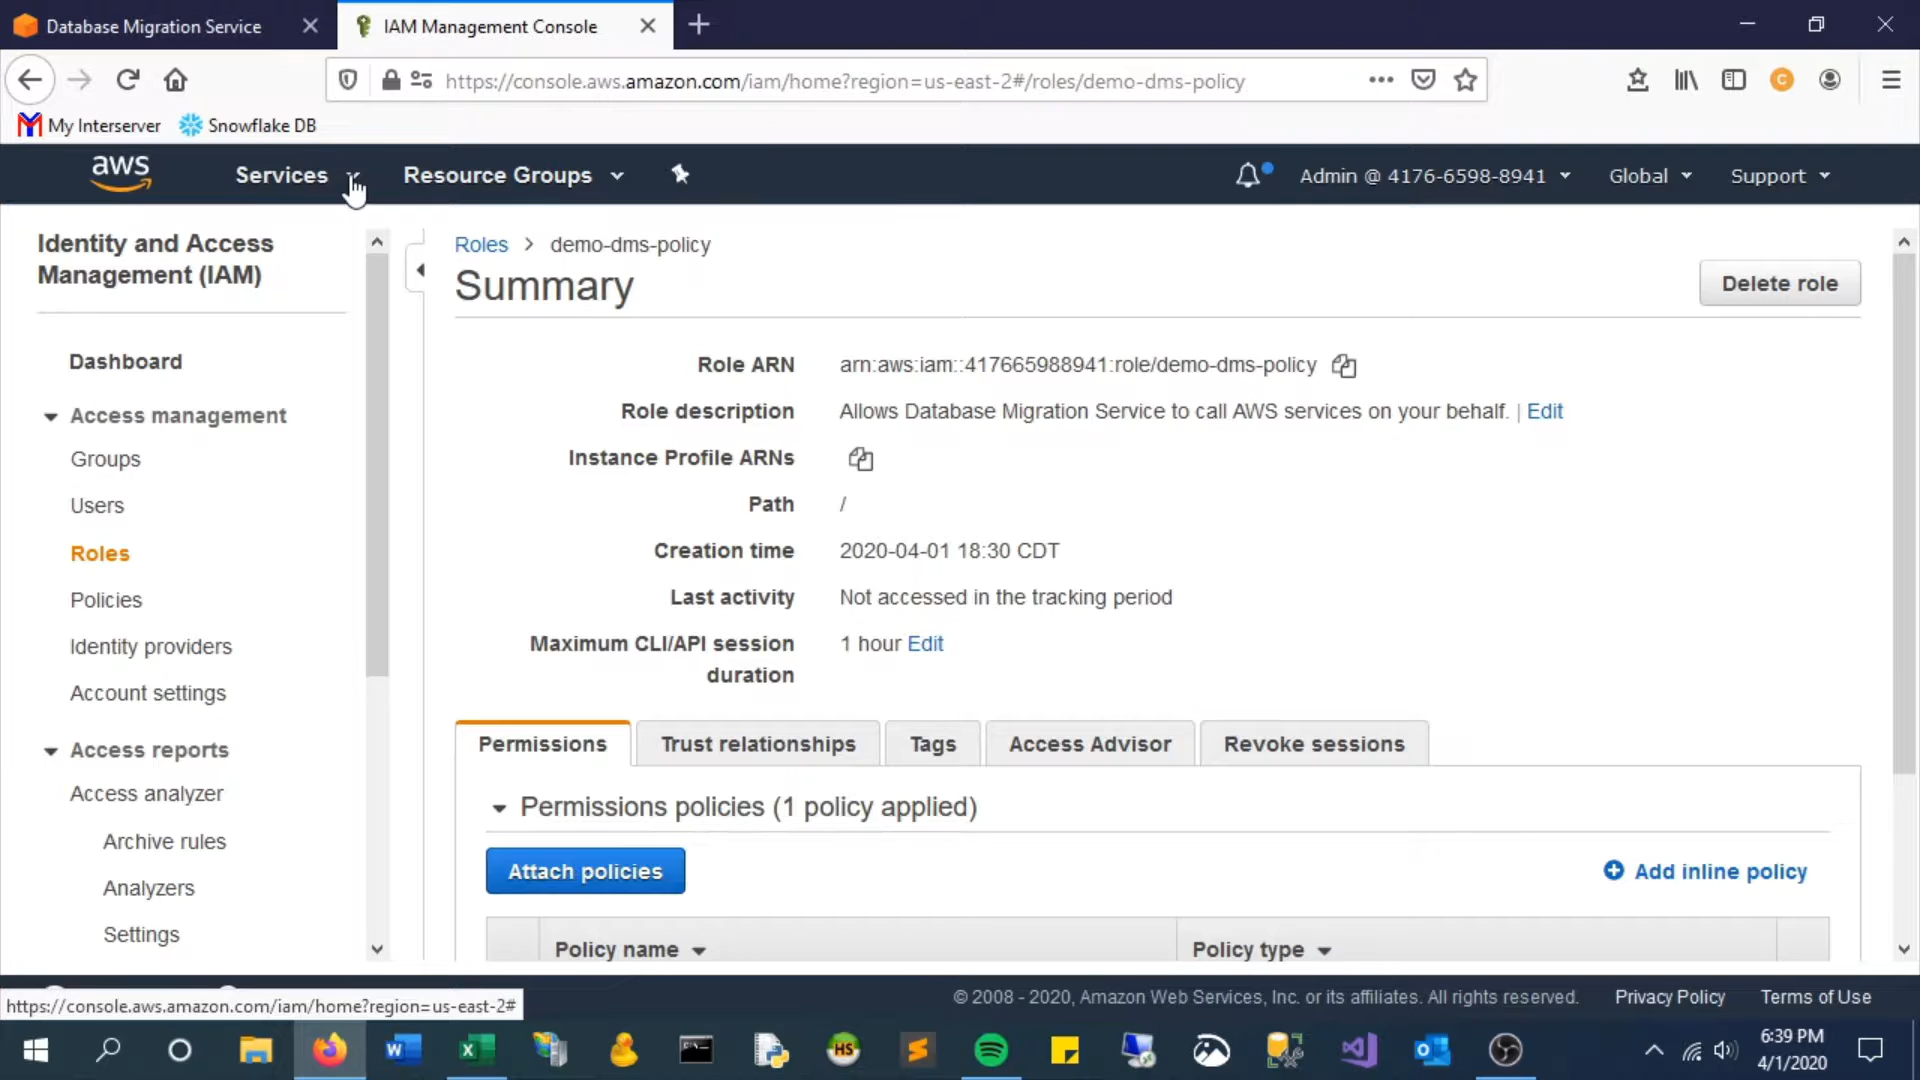 Database Migration Service
IAM Management Console
https://console.aws.amazon.com/iam/home?region=us-east-2#/roles/demo-dms-policy
C
My Interserver
Snowflake DB
aws
Services
Resource Groups
Admin @ 4176-6598-8941
Global
Support
Identity and Access
Management (IAM)
Dashboard
Access management
Groups
Users
Roles
Policies
Identity providers
Account settings
Access reports
Access analyzer
Archive rules
Analyzers
Settings
Roles > demo-dms-policy
Summary
Delete role
Role ARN arn:aws:iam::417665988941:role/demo-dms-policy
Role description Allows Database Migration Service to call AWS services on your behalf. | Edit
Instance Profile ARNs
Path /
Creation time 2020-04-01 18:30 CDT
Last activity Not accessed in the tracking period
Maximum CLI/API session 1 hour Edit
duration
Permissions
Trust relationships
Tags
Access Advisor
Revoke sessions
Permissions policies (1 policy applied)
Attach policies
Add inline policy
Policy name
Policy type
https://console.aws.amazon.com/iam/home?region=us-east-2#
© 2008 - 2020, Amazon Web Services, Inc. or its affiliates. All rights reserved.
Privacy Policy
Terms of Use
W
X
HS
S
6:39 PM
4/1/2020